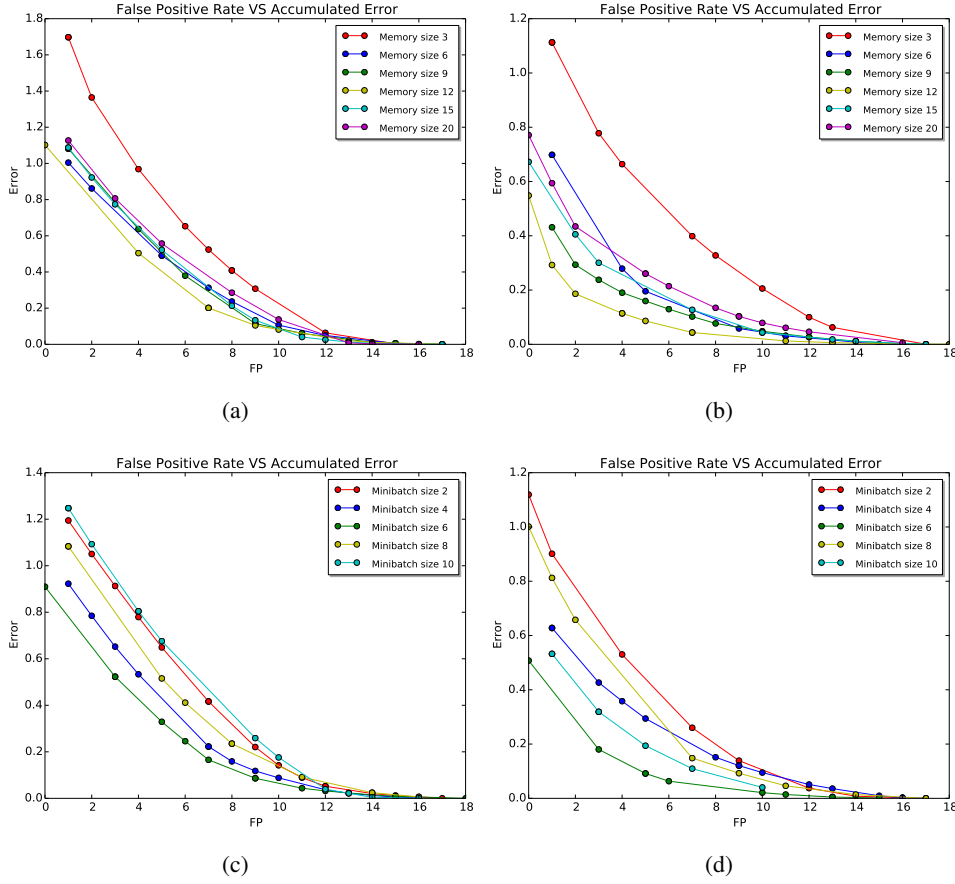 False Positive Rate VS Accumulated Error
1.8
1.6
1.4
1.2
1.0
0.8
0.6
0.4
0.2
0.0
Error
0 2 4 6 8 10 12 14 16 18
FP
Memory size 3
Memory size 6
Memory size 9
Memory size 12
Memory size 15
Memory size 20
(a)
False Positive Rate VS Accumulated Error
1.2
1.0
0.8
0.6
0.4
0.2
0.0
Error
0 2 4 6 8 10 12 14 16 18
FP
Memory size 3
Memory size 6
Memory size 9
Memory size 12
Memory size 15
Memory size 20
(b)
False Positive Rate VS Accumulated Error
1.4
1.2
1.0
0.8
0.6
0.4
0.2
0.0
Error
0 2 4 6 8 10 12 14 16 18
FP
Minibatch size 2
Minibatch size 4
Minibatch size 6
Minibatch size 8
Minibatch size 10
(c)
False Positive Rate VS Accumulated Error
1.2
1.0
0.8
0.6
0.4
0.2
0.0
Error
0 2 4 6 8 10 12 14 16 18
FP
Minibatch size 2
Minibatch size 4
Minibatch size 6
Minibatch size 8
Minibatch size 10
(d)